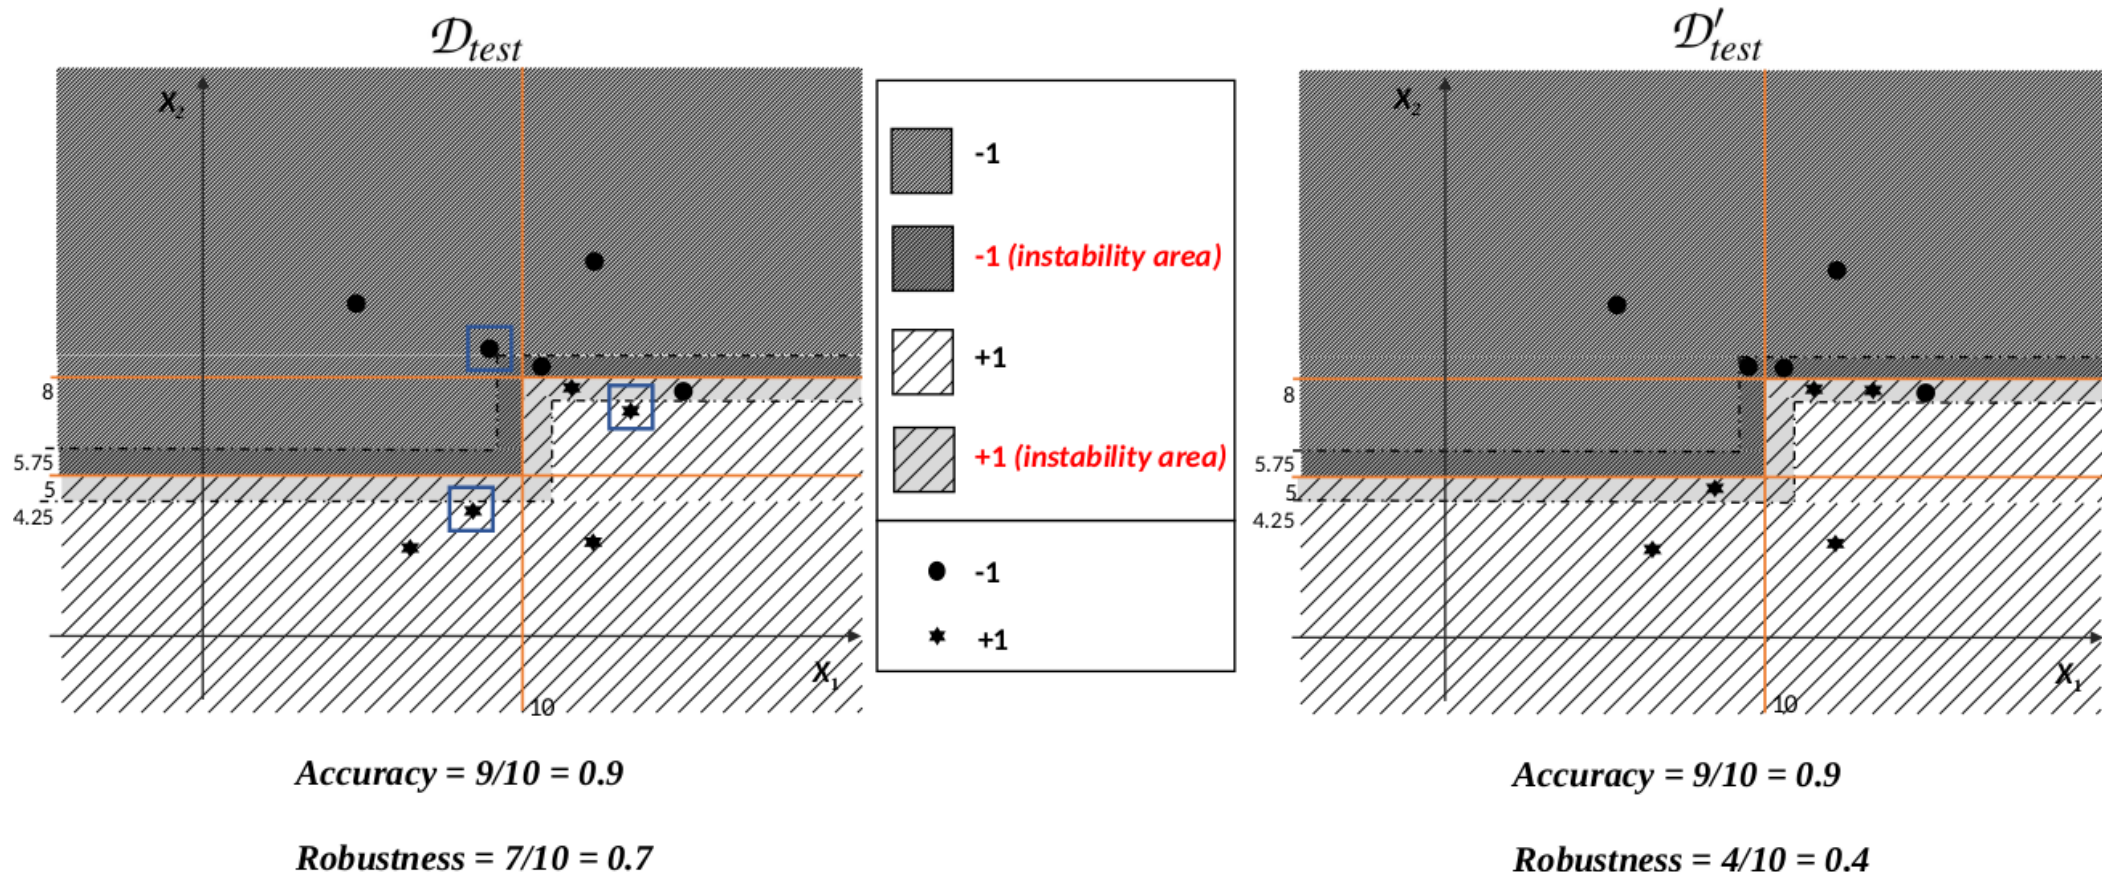 𝒟test
X₂
8
5.75
5
4.25
10
X₁
Accuracy = 9/10 = 0.9
Robustness = 7/10 = 0.7
-1
-1 (instability area)
+1
+1 (instability area)
-1
+1
𝒟′test
X₂
8
5.75
5
4.25
10
X₁
Accuracy = 9/10 = 0.9
Robustness = 4/10 = 0.4